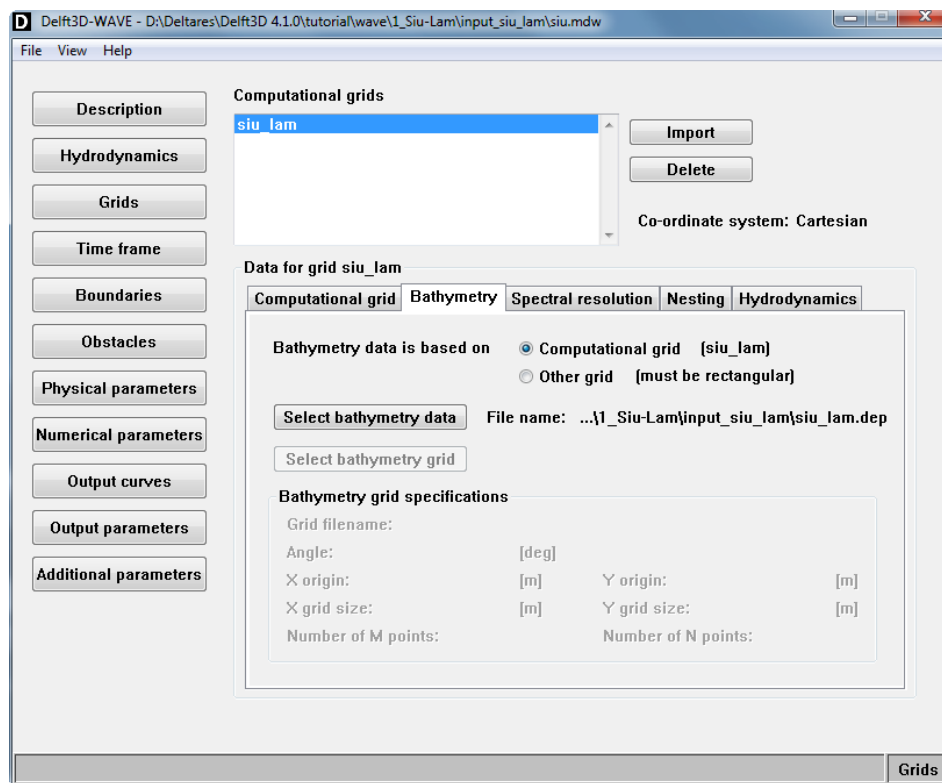 D Delft3D-WAVE - D:\Deltares\Delft3D 4.1.0\tutorial\wave\1_Siu-Lam\input_siu_lam\siu.mdw
File View Help
Description
Hydrodynamics
Grids
Time frame
Boundaries
Obstacles
Physical parameters
Numerical parameters
Output curves
Output parameters
Additional parameters
Computational grids
siu_lam
Import
Delete
Co-ordinate system: Cartesian
Data for grid siu_lam
Computational grid Bathymetry Spectral resolution Nesting Hydrodynamics
Bathymetry data is based on Computational grid (siu_lam)
Other grid (must be rectangular)
Select bathymetry data File name: ...\1_Siu-Lam\input_siu_lam\siu_lam.dep
Select bathymetry grid
Bathymetry grid specifications
Grid filename:
Angle: [deg]
X origin: [m] Y origin: [m]
X grid size: [m] Y grid size: [m]
Number of M points: Number of N points:
Grids